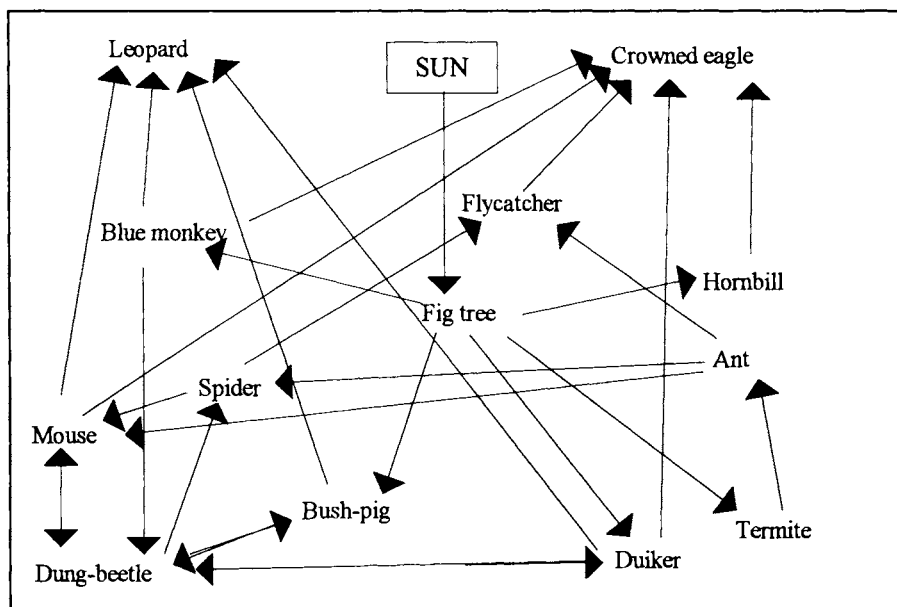 Leopard
SUN
Crowned eagle
Flycatcher
Blue monkey
Hornbill
Fig tree
Ant
Spider
Mouse
Bush-pig
Termite
Duiker
Dung-beetle